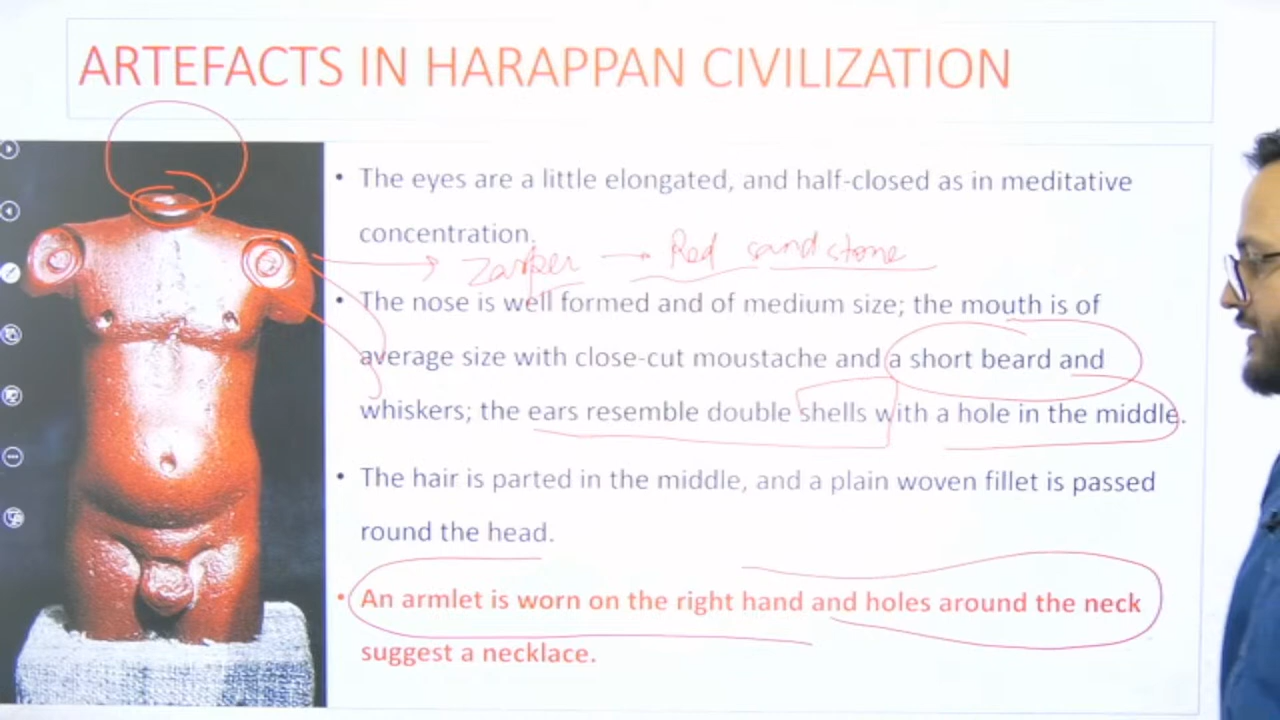 ARTEFACTS IN HARAPPAN CIVILIZATION
• The eyes are a little elongated, and half-closed as in meditative
concentration.
Zasper → Red sand stone
• The nose is well formed and of medium size; the mouth is of
average size with close-cut moustache and a short beard and
whiskers; the ears resemble double shells with a hole in the middle.
• The hair is parted in the middle, and a plain woven fillet is passed
round the head.
• An armlet is worn on the right hand and holes around the neck
suggest a necklace.